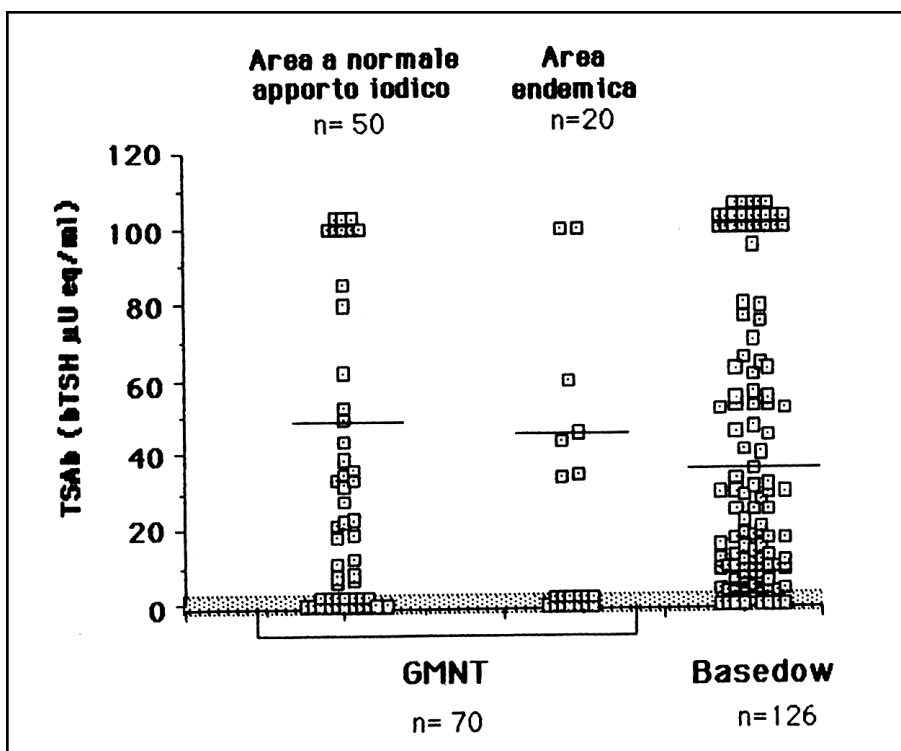 Area a normale
apporto iodico
n= 50
Area
endemica
n=20
TSAb (bTSH µU eq/ml)
120
100
80
60
40
20
0
GMNT
n= 70
Basedow
n=126